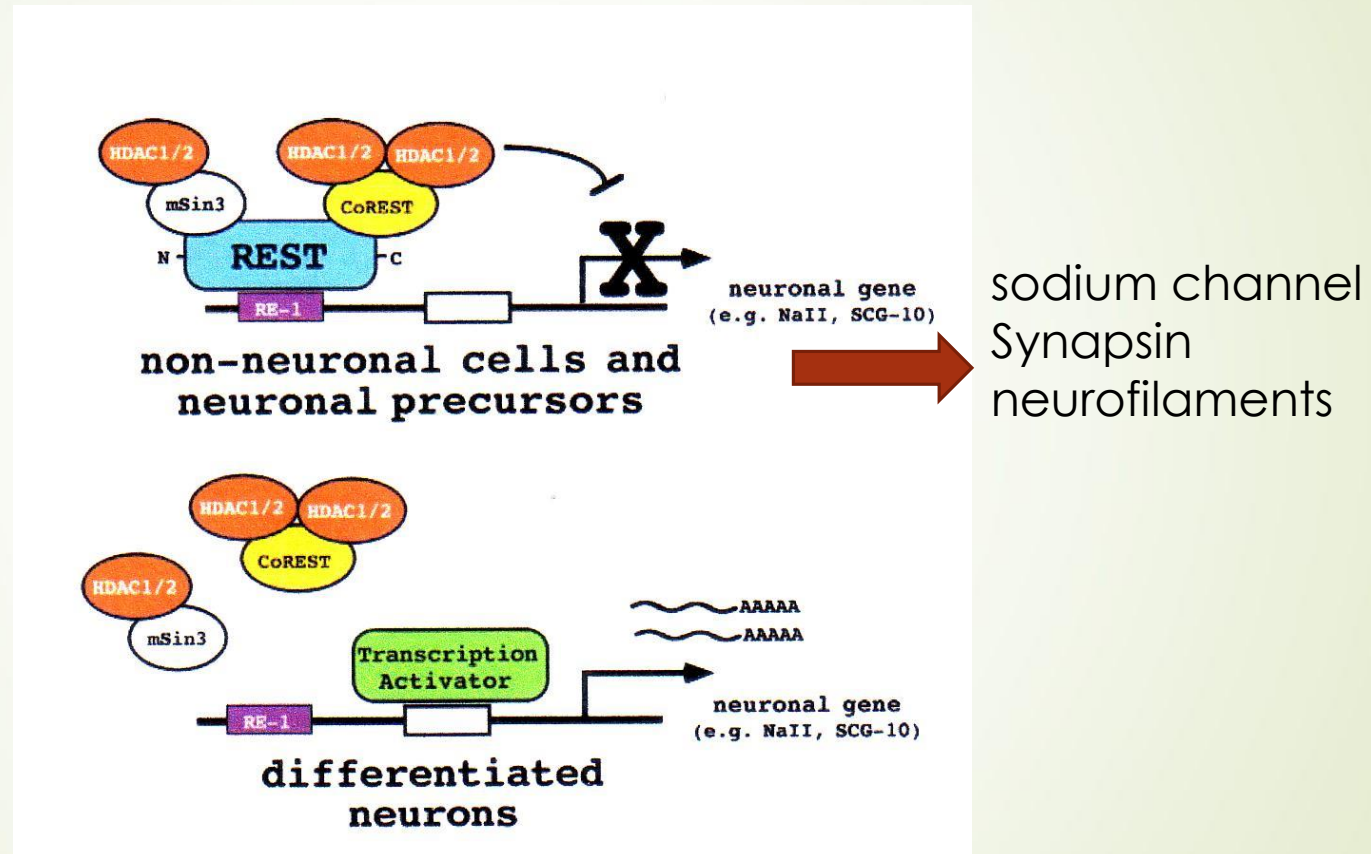 HDAC1/2
HDAC1/2 HDAC1/2
mSin3
CoREST
N
REST
C
X
RE-1
neuronal gene
(e.g. NaII, SCG-10)
non-neuronal cells and
neuronal precursors
sodium channel
Synapsin
neurofilaments
HDAC1/2 HDAC1/2
CoREST
HDAC1/2
mSin3
AAAAA
AAAAA
Transcription
Activator
RE-1
neuronal gene
(e.g. NaII, SCG-10)
differentiated
neurons